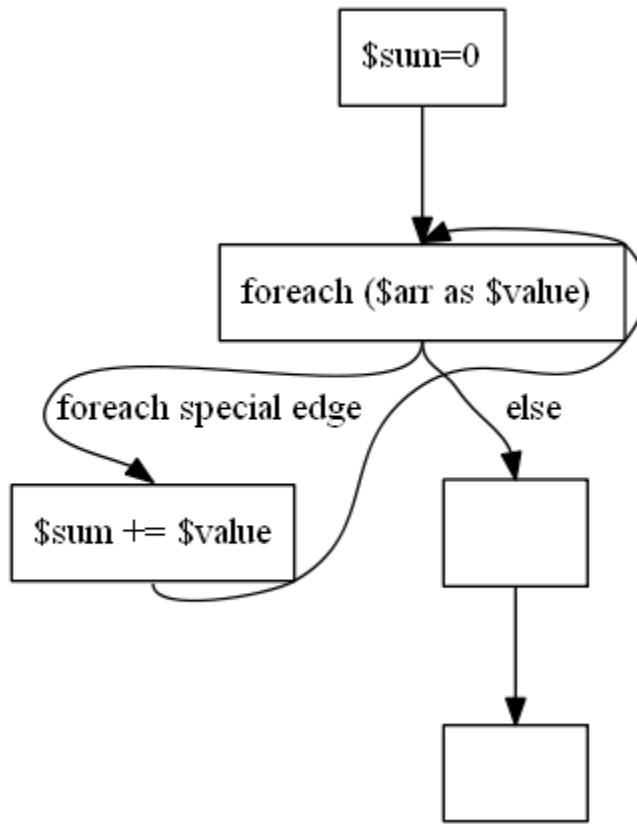 $sum=0
foreach ($arr as $value)
foreach special edge
else
$sum += $value